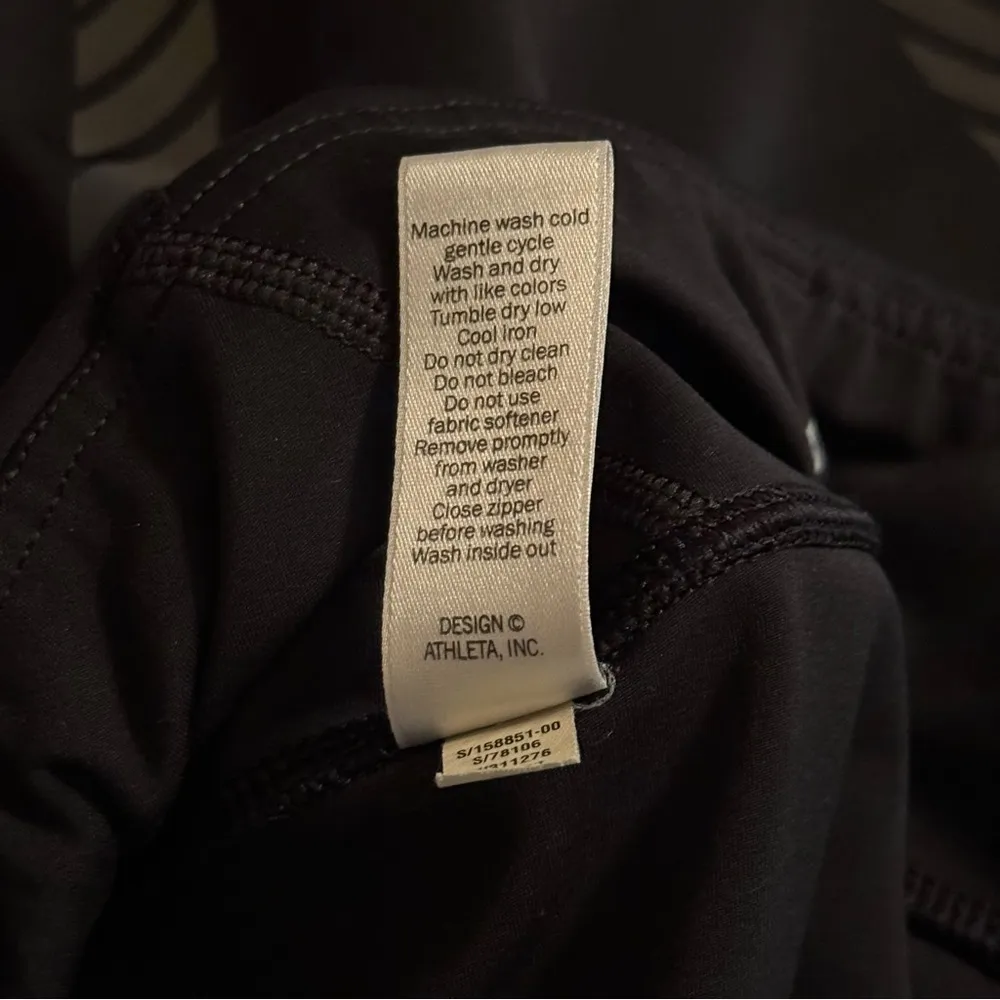 Machine wash cold
gentle cycle
Wash and dry
with like colors
Tumble dry low
Cool iron
Do not dry clean
Do not bleach
Do not use
fabric softener
Remove promptly
from washer
and dryer
Close zipper
before washing
Wash inside out
DESIGN ©
ATHLETA, INC.
S/158851-00
S/78106